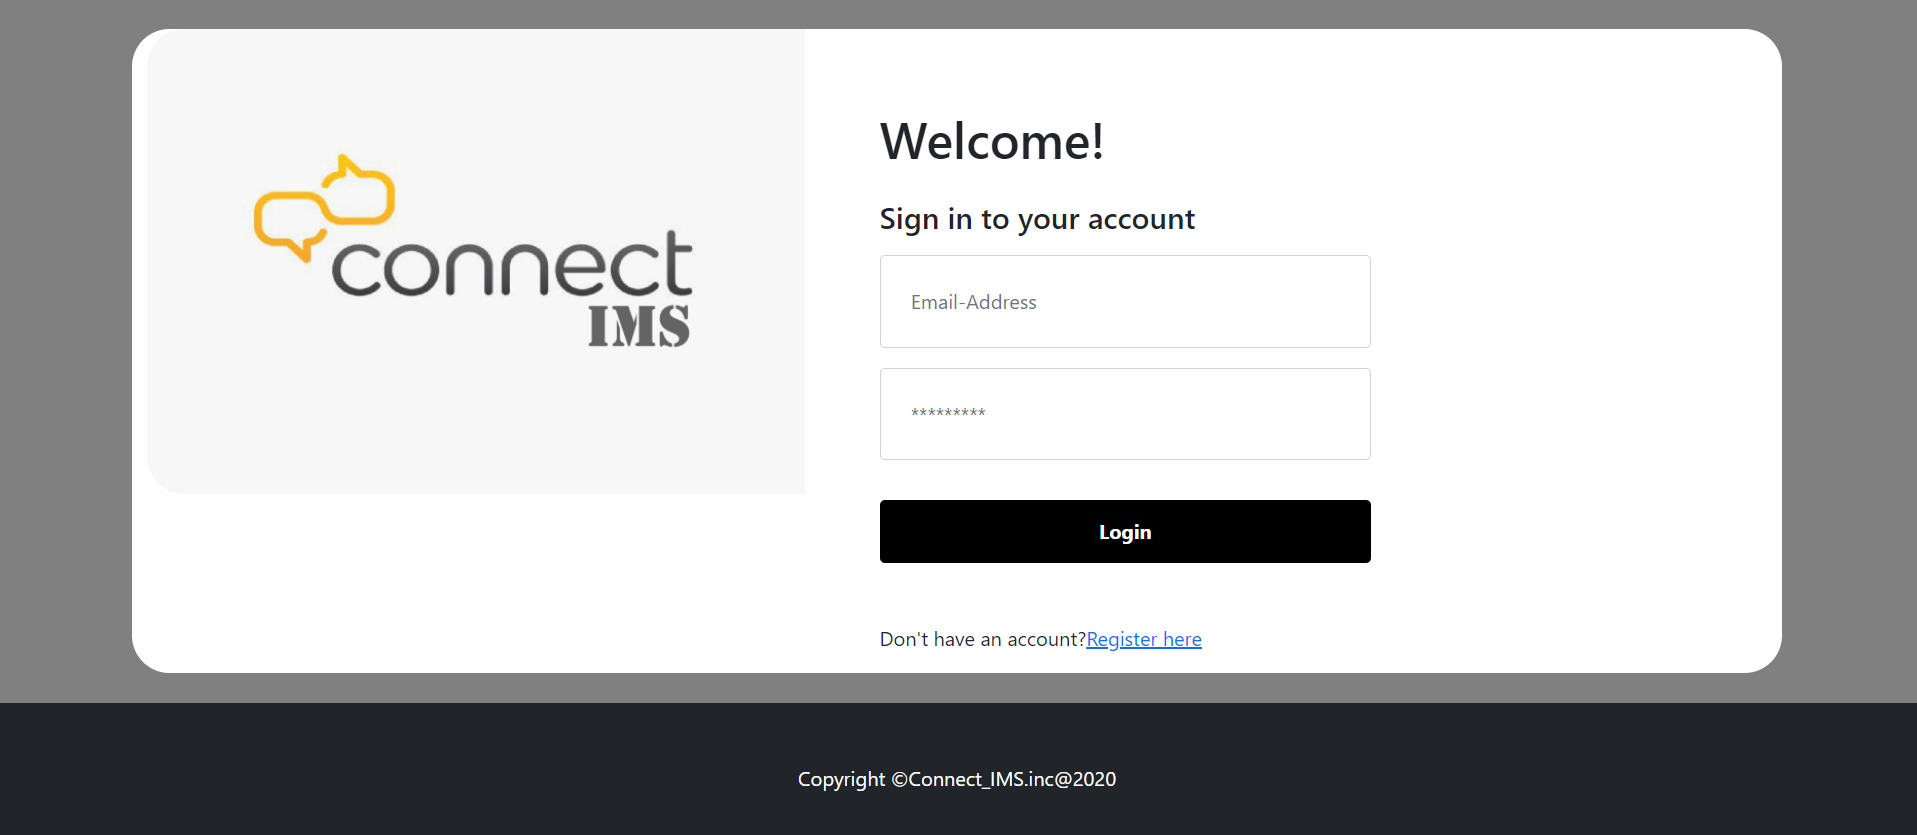 connect
IMS
Welcome!
Sign in to your account
Email-Address
*********
Login
Don't have an account?Register here
Copyright ©Connect_IMS.inc@2020